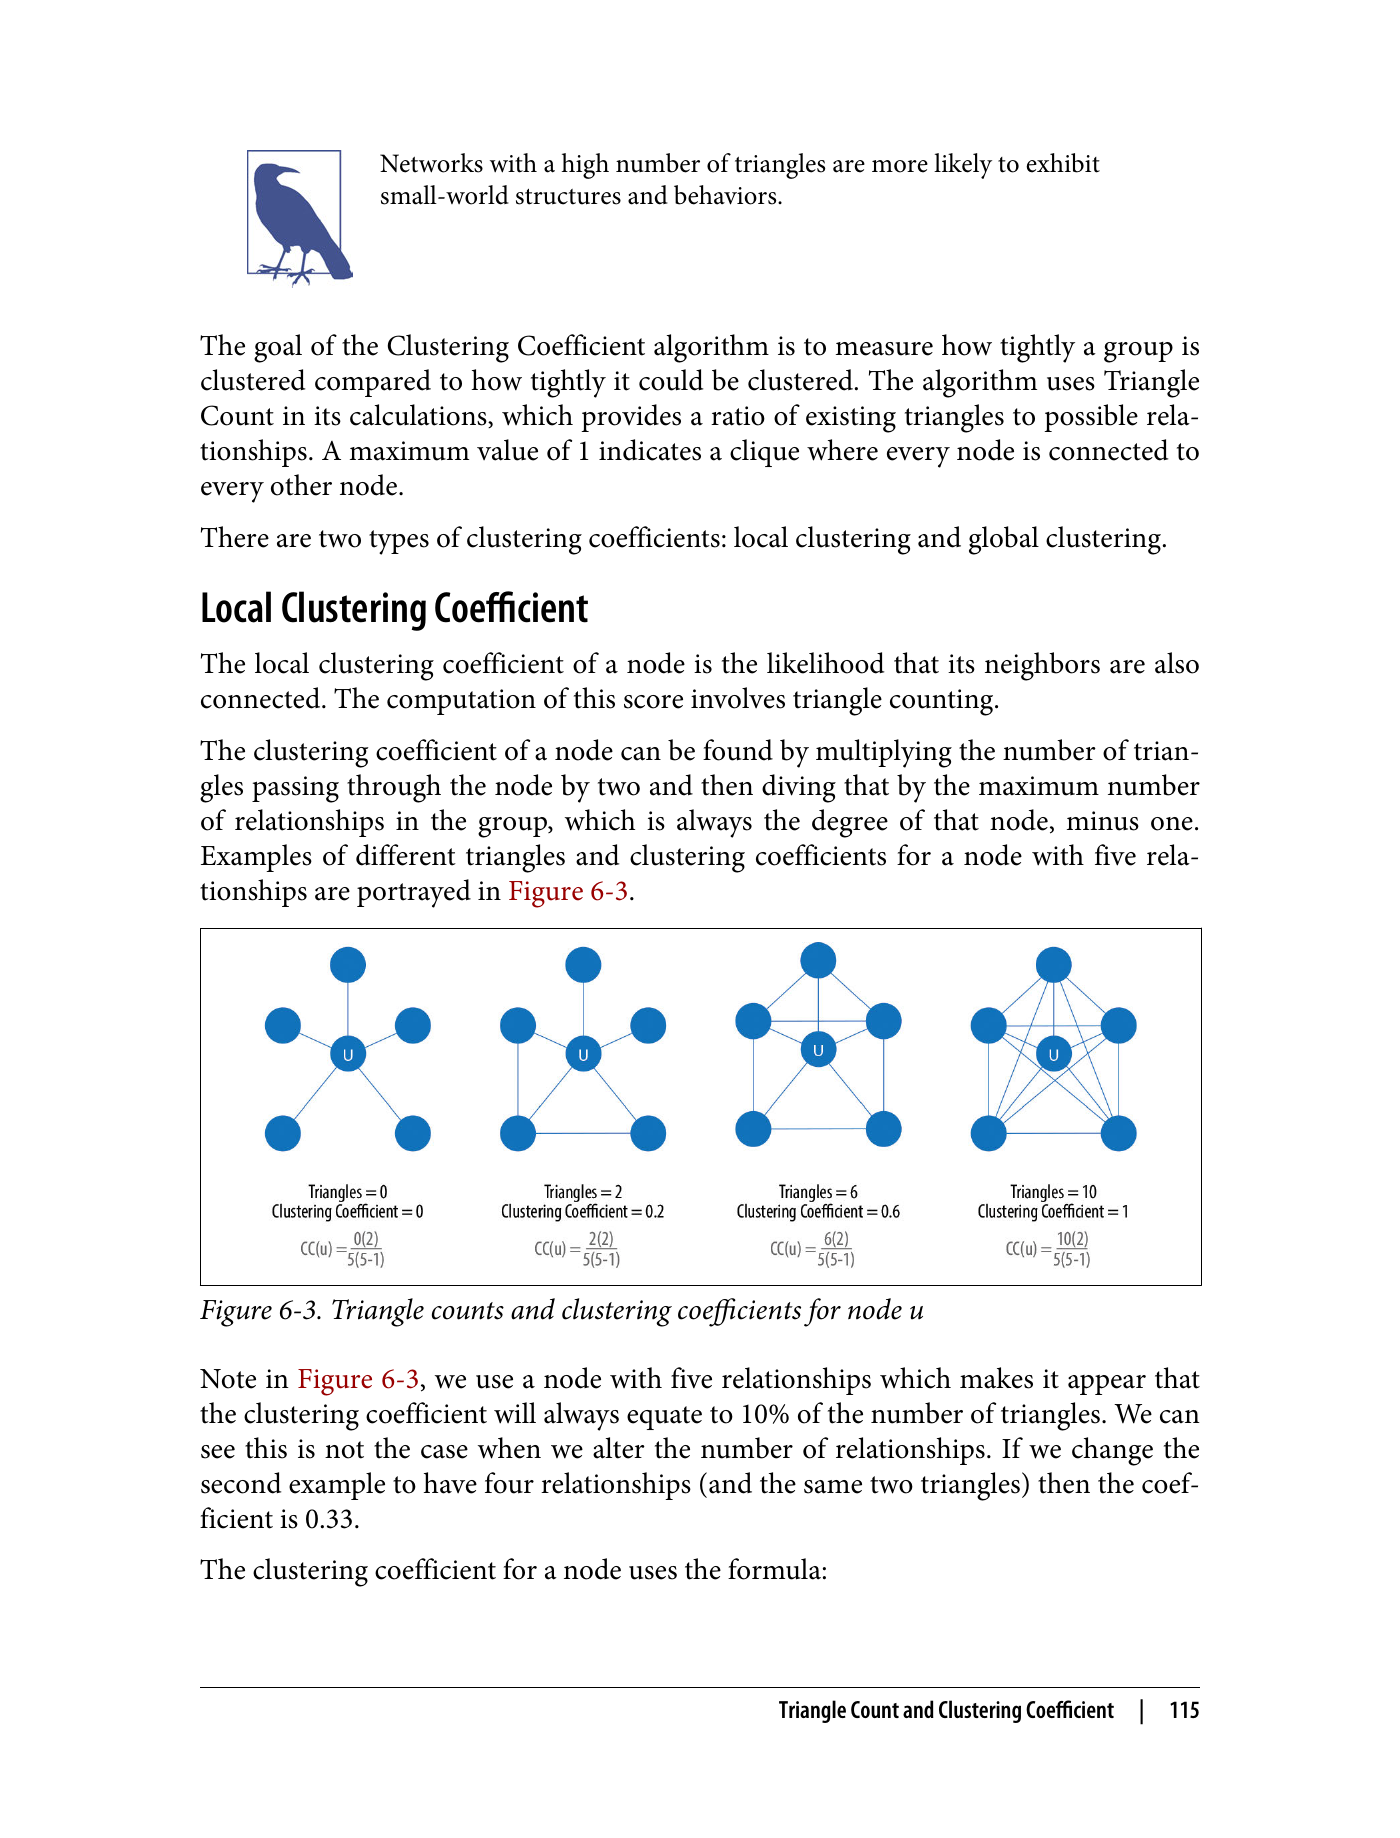 Networks with a high number of triangles are more likely to exhibit
small-world structures and behaviors.
The goal of the Clustering Coefficient algorithm is to measure how tightly a group is
clustered compared to how tightly it could be clustered. The algorithm uses Triangle
Count in its calculations, which provides a ratio of existing triangles to possible rela-
tionships. A maximum value of 1 indicates a clique where every node is connected to
every other node.
There are two types of clustering coefficients: local clustering and global clustering.
Local Clustering Coefficient
The local clustering coefficient of a node is the likelihood that its neighbors are also
connected. The computation of this score involves triangle counting.
The clustering coefficient of a node can be found by multiplying the number of trian-
gles passing through the node by two and then diving that by the maximum number
of relationships in the group, which is always the degree of that node, minus one.
Examples of different triangles and clustering coefficients for a node with five rela-
tionships are portrayed in Figure 6-3.
U U U U
Triangles = 0 Triangles = 2 Triangles = 6 Triangles = 10
Clustering Coefficient = 0 Clustering Coefficient = 0.2 Clustering Coefficient = 0.6 Clustering Coefficient = 1
CC(u) = 0(2) / 5(5-1) CC(u) = 2(2) / 5(5-1) CC(u) = 6(2) / 5(5-1) CC(u) = 10(2) / 5(5-1)
Figure 6-3. Triangle counts and clustering coefficients for node u
Note in Figure 6-3, we use a node with five relationships which makes it appear that
the clustering coefficient will always equate to 10% of the number of triangles. We can
see this is not the case when we alter the number of relationships. If we change the
second example to have four relationships (and the same two triangles) then the coef-
ficient is 0.33.
The clustering coefficient for a node uses the formula:
Triangle Count and Clustering Coefficient | 115